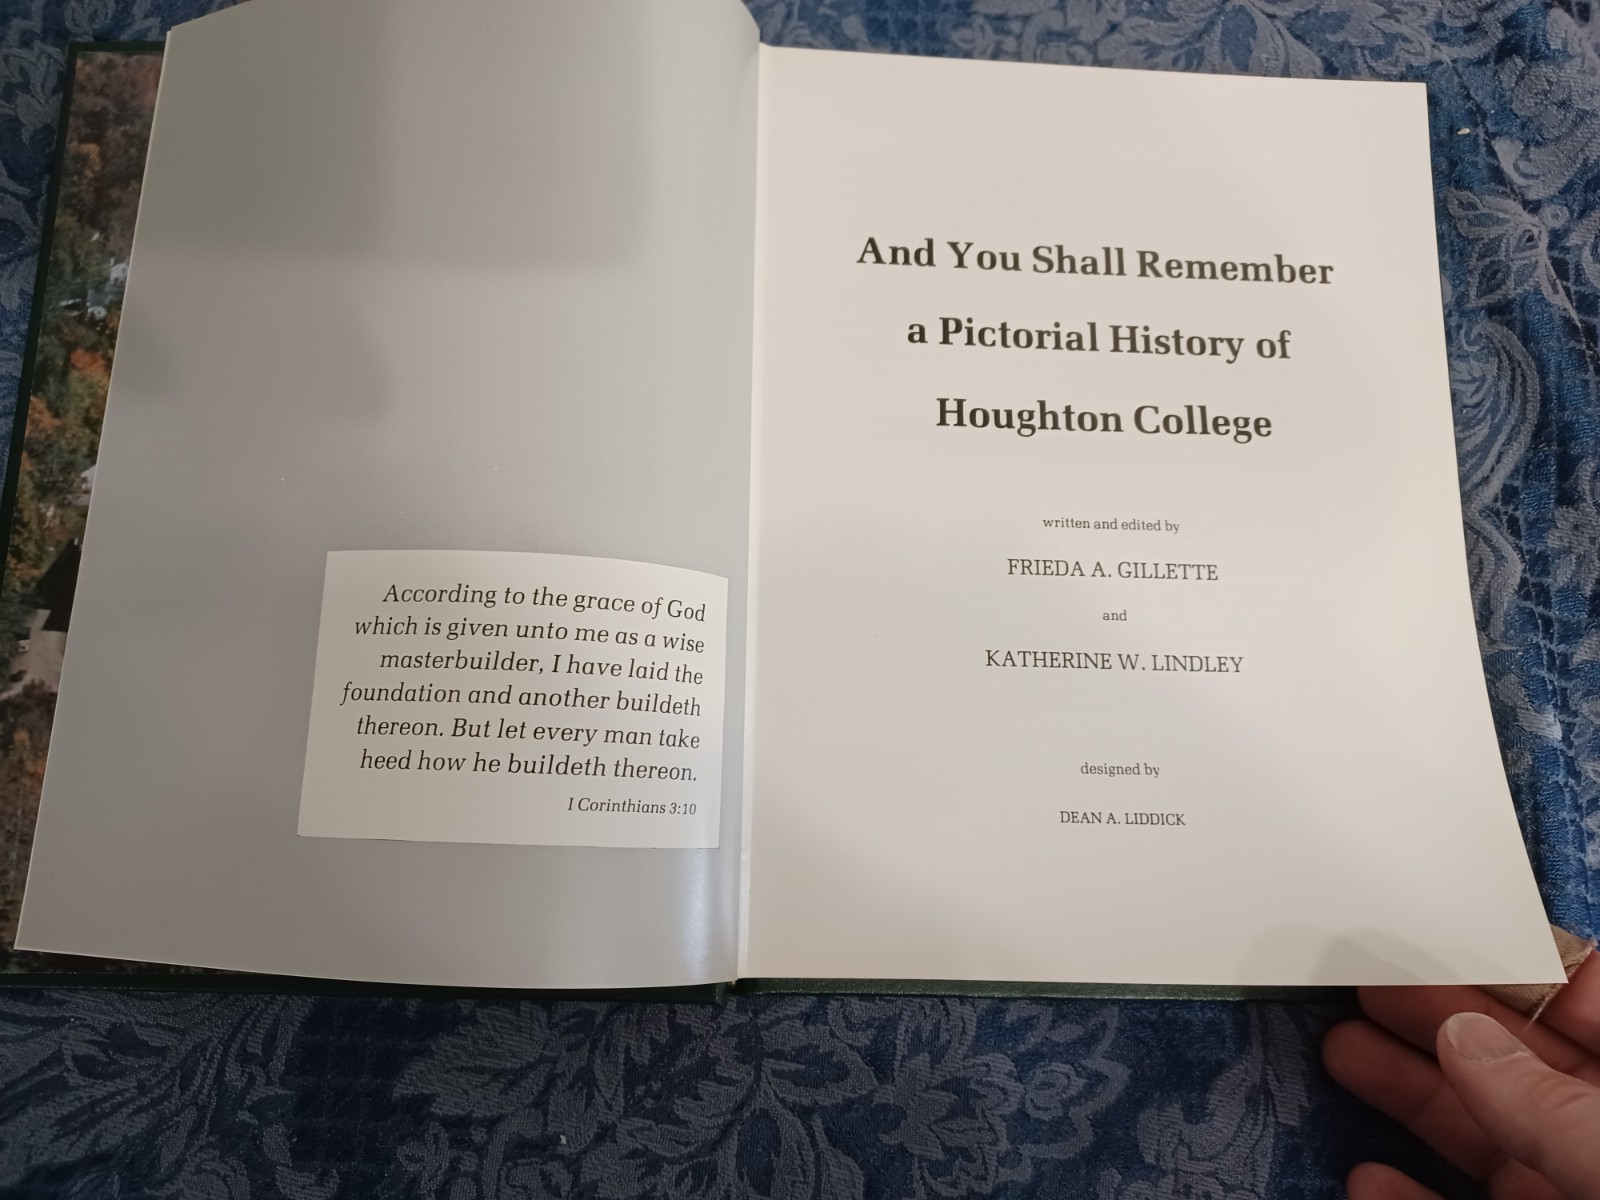 According to the grace of God
which is given unto me as a wise
masterbuilder, I have laid the
foundation and another buildeth
thereon. But let every man take
heed how he buildeth thereon.
I Corinthians 3:10
And You Shall Remember
a Pictorial History of
Houghton College
written and edited by
FRIEDA A. GILLETTE
and
KATHERINE W. LINDLEY
designed by
DEAN A. LIDDICK